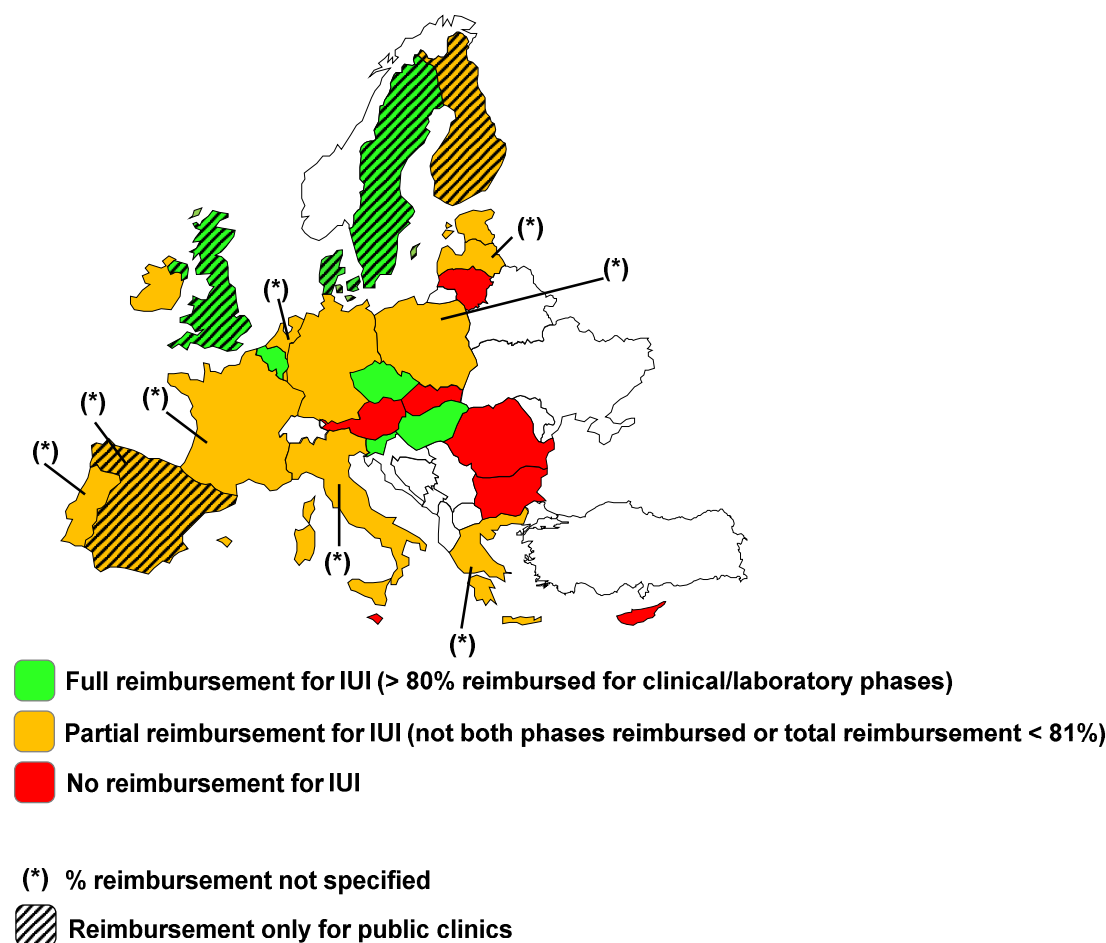 (*)
(*)
(*)
(*)
(*)
(*)
(*)
(*)
Full reimbursement for IUI (> 80% reimbursed for clinical/laboratory phases)
Partial reimbursement for IUI (not both phases reimbursed or total reimbursement < 81%)
No reimbursement for IUI
(*) % reimbursement not specified
Reimbursement only for public clinics